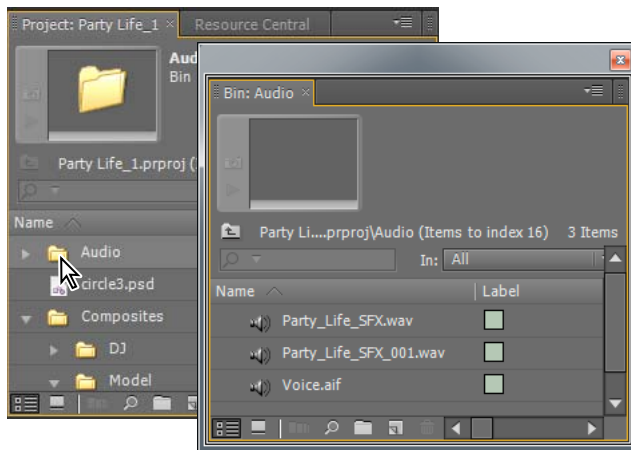 Project: Party Life_1 ×
Resource Central
Aud
Bin
Party Life_1.prproj (
Name
Audio
circle3.psd
Composites
DJ
Model
Bin: Audio ×
Party Li....prproj\Audio (Items to index 16) 3 Items
In: All
Name Label
Party_Life_SFX.wav
Party_Life_SFX_001.wav
Voice.aif